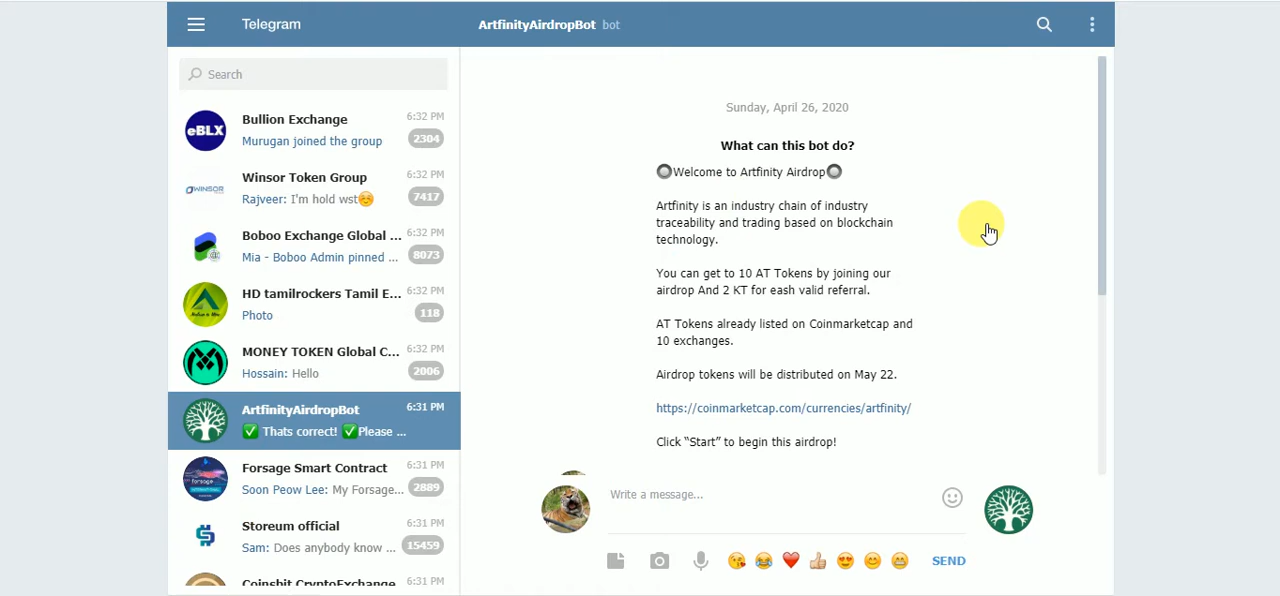 Telegram
ArtfinityAirdropBot bot
Search
eBLX
Bullion Exchange 6:32 PM
Murugan joined the group 2304
WINSOR
Winsor Token Group 6:32 PM
Rajveer: I'm hold wst☺️ 7417
Boboo Exchange Global ... 6:32 PM
Mia - Boboo Admin pinned ... 8073
HD tamilrockers Tamil E... 6:32 PM
Photo 118
MONEY TOKEN Global C... 6:32 PM
Hossain: Hello 2006
ArtfinityAirdropBot 6:31 PM
✅ Thats correct! ✅Please ...
forsage
Forsage Smart Contract 6:31 PM
Soon Peow Lee: My Forsage... 2889
Storeum official 6:31 PM
Sam: Does anybody know ... 15459
Coinsbit CryptoExchange 6:31 PM
Sunday, April 26, 2020
What can this bot do?
🔘Welcome to Artfinity Airdrop🔘
Artfinity is an industry chain of industry
traceability and trading based on blockchain
technology.
You can get to 10 AT Tokens by joining our
airdrop And 2 KT for eash valid referral.
AT Tokens already listed on Coinmarketcap and
10 exchanges.
Airdrop tokens will be distributed on May 22.
https://coinmarketcap.com/currencies/artfinity/
Click “Start” to begin this airdrop!
Write a message...
SEND